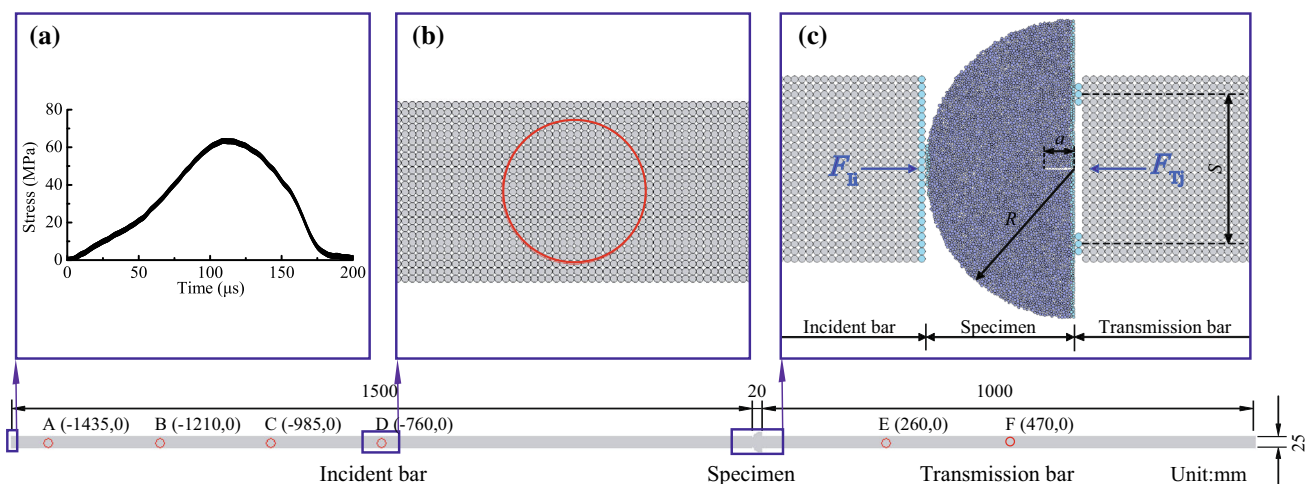 (a)
80
60
40
20
0
Stress (MPa)
0 50 100 150 200
Time (μs)
(b)
(c)
a
F_Ii
F_Tj
S
R
Incident bar Specimen Transmission bar
1500 20 1000
A (-1435,0) B (-1210,0) C (-985,0) D (-760,0) E (260,0) F (470,0)
25
Incident bar Specimen Transmission bar Unit:mm